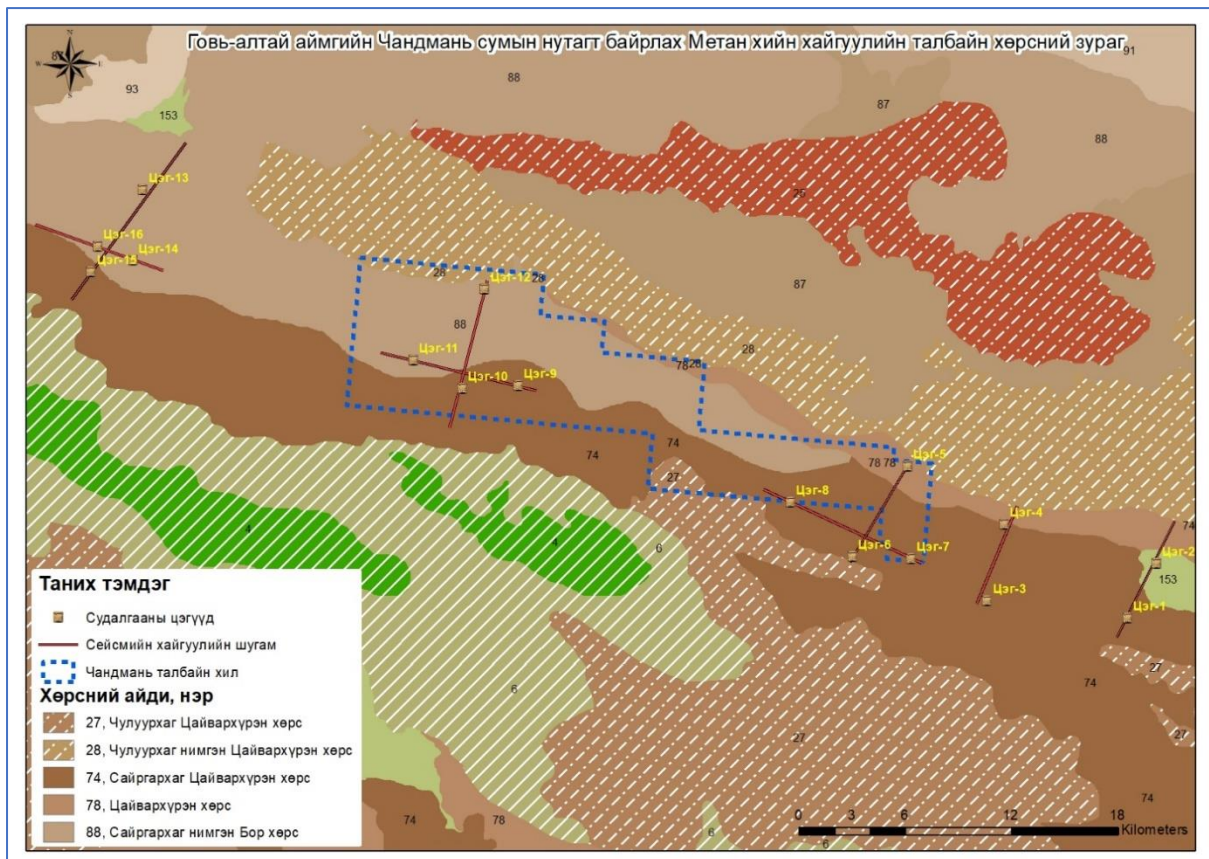 Говь-алтай аймгийн Чандмань сумын нутагт байрлах Метан хийн хайгуулийн талбайн хөрсний зураг
N
W
E
S
91
88
93
87
153
88
Цэг-13
25
Цэг-16
Цэг-14
Цэг-15
28
Цэг-12
28
87
88
28
Цэг-11
78
28
Цэг-10
Цэг-9
74
74
78 78
Цэг-5
27
Цэг-8
Цэг-4
74
4
4
6
Цэг-6
Цэг-7
Цэг-2
153
Цэг-3
Цэг-1
27
74
6
27
27
74
74
78
6
6
Таних тэмдэг
Судалгааны цэгүүд
Сейсмийн хайгуулийн шугам
Чандмань талбайн хил
Хөрсний айди, нэр
27, Чулуурхаг Цайвархүрэн хөрс
28, Чулуурхаг нимгэн Цайвархүрэн хөрс
74, Сайргархаг Цайвархүрэн хөрс
78, Цайвархүрэн хөрс
88, Сайргархаг нимгэн Бор хөрс
0 3 6 12 18
Kilometers